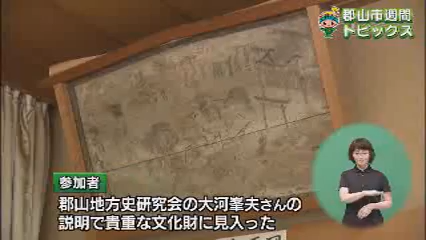 郡山市週間
トピックス
参加者
郡山地方史研究会の大河峯夫さんの
説明で貴重な文化財に見入った